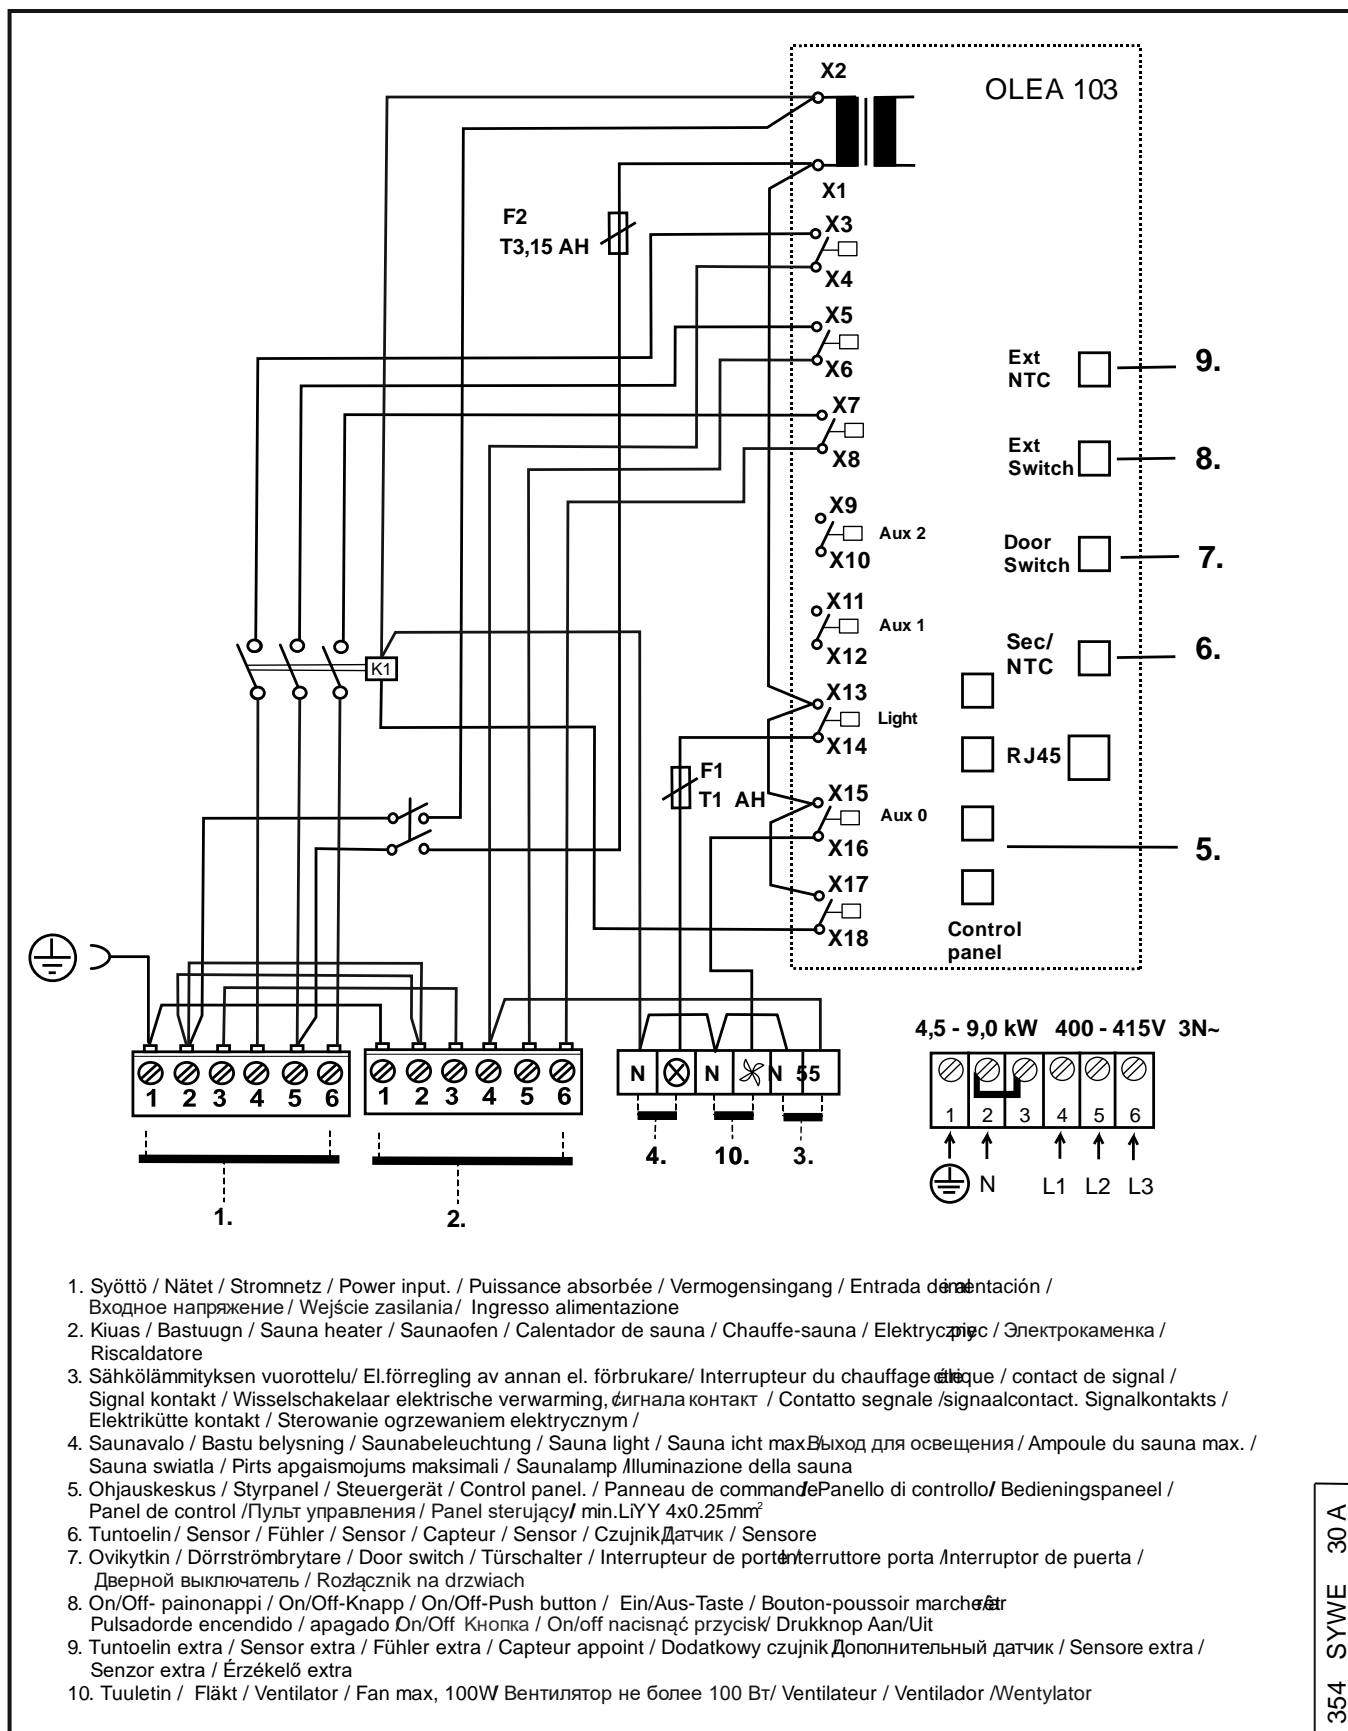 X2
OLEA 103
X1
F2
T3,15 AH
X3
X4
X5
X6
Ext
NTC
9.
X7
X8
Ext
Switch
8.
X9
Aux 2
X10
Door
Switch
7.
X11
Aux 1
X12
Sec/
NTC
6.
K1
X13
Light
X14
RJ45
F1
T1 AH
X15
Aux 0
X16
5.
X17
X18
Control
panel
4,5 - 9,0 kW 400 - 415V 3N~
N N N 55
1 2 3 4 5 6
1 2 3 4 5 6
1 2 3 4 5 6
N L1 L2 L3
4. 10. 3.
1. 2.
1. Syöttö / Nätet / Stromnetz / Power input. / Puissance absorbée / Vermogensingang / Entrada
Входное напряжение / Wejście zasilania / Ingresso alimentazione
2. Kiuas / Bastuugn / Sauna heater / Saunaofen / Calentador de sauna / Chauffe-sauna / / Электрокаменка /
Riscaldatore
3. Sähkölämmityksen vuorottelu/ El.förregling av annan el. förbrukare/ Interrupteur du chauffage / contact de signal /
Signal kontakt / Wisselschakelaar elektrische verwarming, контакт / Contatto segnale /signaalcontact. Signalkontakts /
Elektrikütte kontakt / Sterowanie ogrzewaniem elektrycznym /
4. Saunavalo / Bastu belysning / Saunabeleuchtung / Sauna light / Sauna icht max. Выход для освещения / Ampoule du sauna max. /
Sauna swiatla / Pirts apgaismojums maksimali / Saunalamp /Illuminazione della sauna
5. Ohjauskeskus / Styrpanel / Steuergerät / Control panel. / Panneau de commande Panello di controllo/ Bedieningspaneel /
Panel de control /Пульт управления / Panel sterujący/ min.LiYY 4x0.25mm²
6. Tuntoelin / Sensor / Fühler / Sensor / Capteur / Sensor / Czujnik Датчик / Sensore
7. Ovikytkin / Dörrströmbrytare / Door switch / Türschalter / Interrupteur de porte porta /Interruptor de puerta /
Дверной выключатель / Rozłącznik na drzwiach
8. On/Off- painonappi / On/Off-Knapp / On/Off-Push button / Ein/Aus-Taste / Bouton-poussoir
Pulsadorde encendido / apagado /On/Off Кнопка / On/off nacisnąć przycisk/ Drukknop Aan/Uit
9. Tuntoelin extra / Sensor extra / Fühler extra / Capteur appoint / Dodatkowy czujnik Дополнительный датчик / Sensore extra /
Senzor extra / Érzékelő extra
10. Tuuletin / Fläkt / Ventilator / Fan max, 100W/ Вентилятор не более 100 Вт/ Ventilateur / Ventilador /Wentylator
354 SYWE 30 A